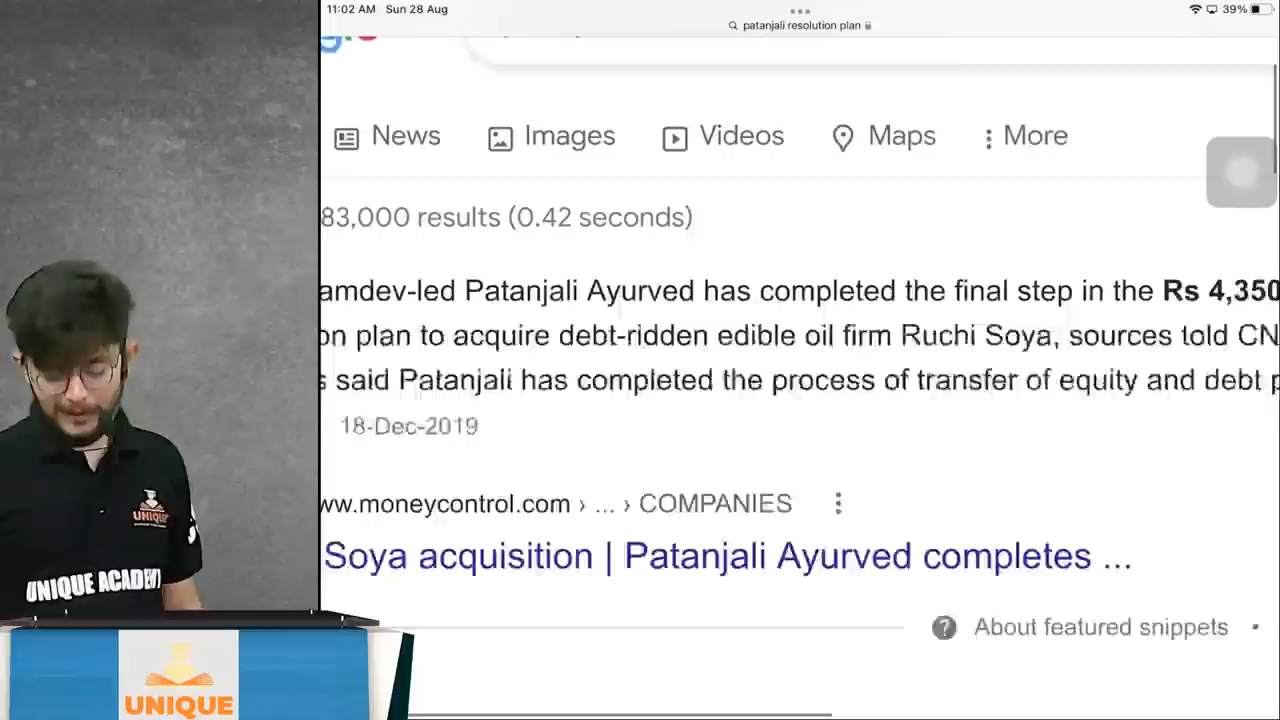 11:02 AM Sun 28 Aug
39%
patanjali resolution plan
News Images Videos Maps More
83,000 results (0.42 seconds)
amdev-led Patanjali Ayurved has completed the final step in the Rs 4,350
on plan to acquire debt-ridden edible oil firm Ruchi Soya, sources told CN
s said Patanjali has completed the process of transfer of equity and debt p
18-Dec-2019
ww.moneycontrol.com › ... › COMPANIES
Soya acquisition | Patanjali Ayurved completes ...
About featured snippets
UNIQUE
UNIQUE ACADEM
UNIQUE